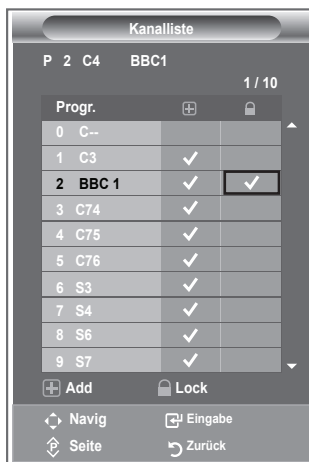 Kanalliste
P 2 C4 BBC1
1 / 10
Progr.
0 C--
1 C3
2 BBC 1
3 C74
4 C75
5 C76
6 S3
7 S4
8 S6
9 S7
Add Lock
Navig Eingabe
P Seite Zurück